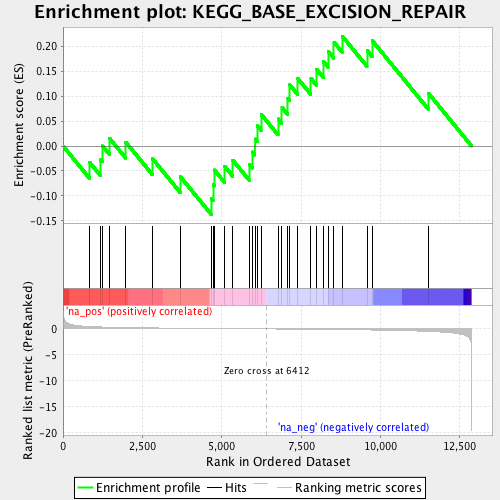 Enrichment plot: KEGG_BASE_EXCISION_REPAIR
Enrichment score (ES)
0.20
0.15
0.10
0.05
0.00
-0.05
-0.10
-0.15
'na_pos' (positively correlated)
Ranked list metric (PreRanked)
0
-5
-10
-15
-20
Zero cross at 6412
'na_neg' (negatively correlated)
0 2,500 5,000 7,500 10,000 12,500
Rank in Ordered Dataset
Enrichment profile Hits Ranking metric scores